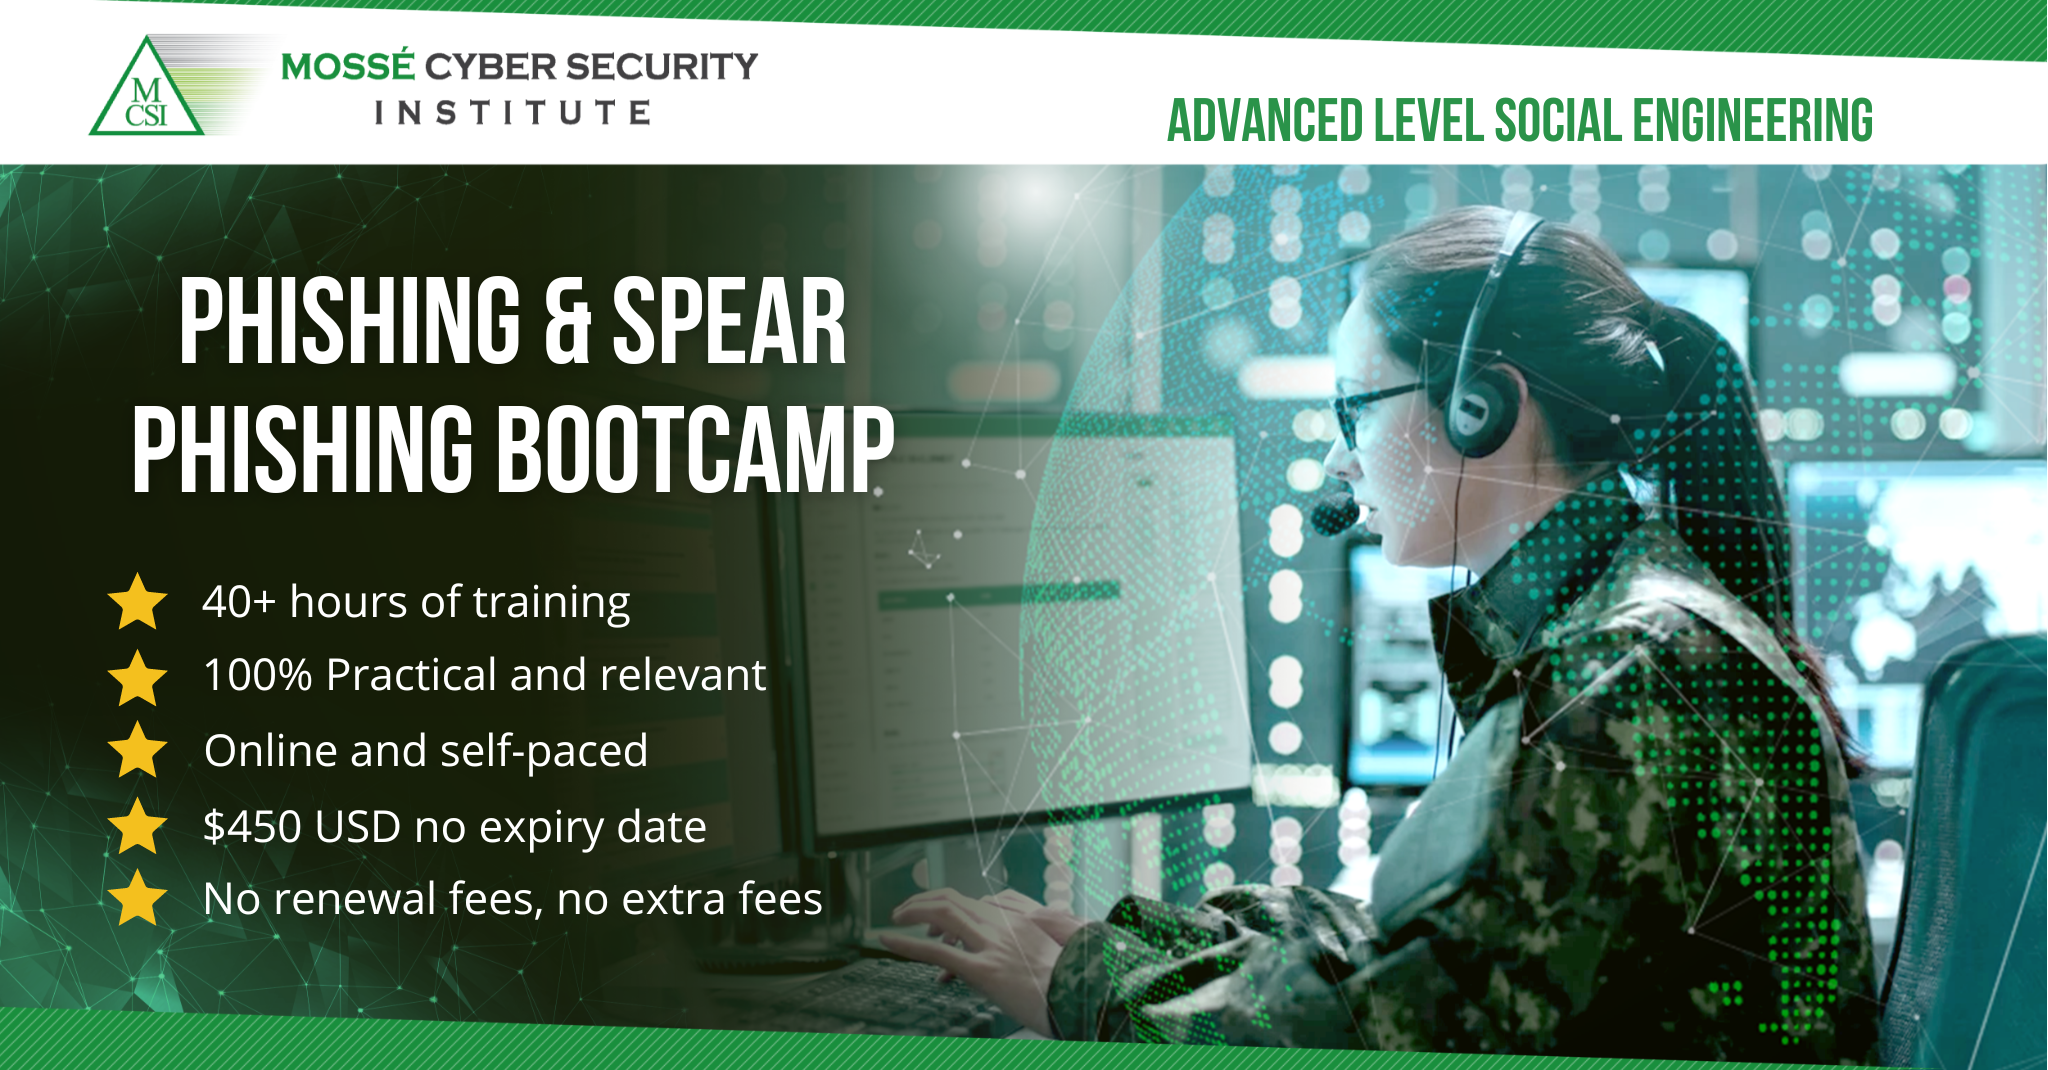 M
CSI
MOSSÉ CYBER SECURITY
INSTITUTE
ADVANCED LEVEL SOCIAL ENGINEERING
PHISHING & SPEAR
PHISHING BOOTCAMP
40+ hours of training
100% Practical and relevant
Online and self-paced
$450 USD no expiry date
No renewal fees, no extra fees